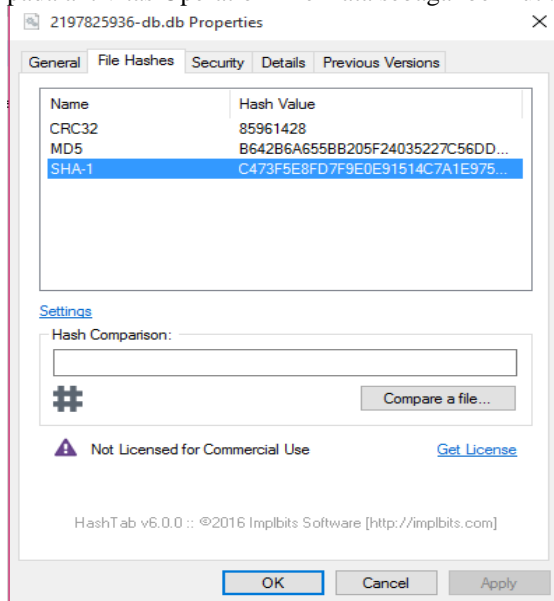 2197825936-db.db Properties
General File Hashes Security Details Previous Versions
Name Hash Value
CRC32 85961428
MD5 B642B6A655BB205F24035227C56DD...
SHA-1 C473F5E8FD7F9E0E91514C7A1E975...
Settings
Hash Comparison:
Compare a file...
Not Licensed for Commercial Use Get License
HashTab v6.0.0 :: ©2016 Implbits Software [http://implbits.com]
OK Cancel Apply